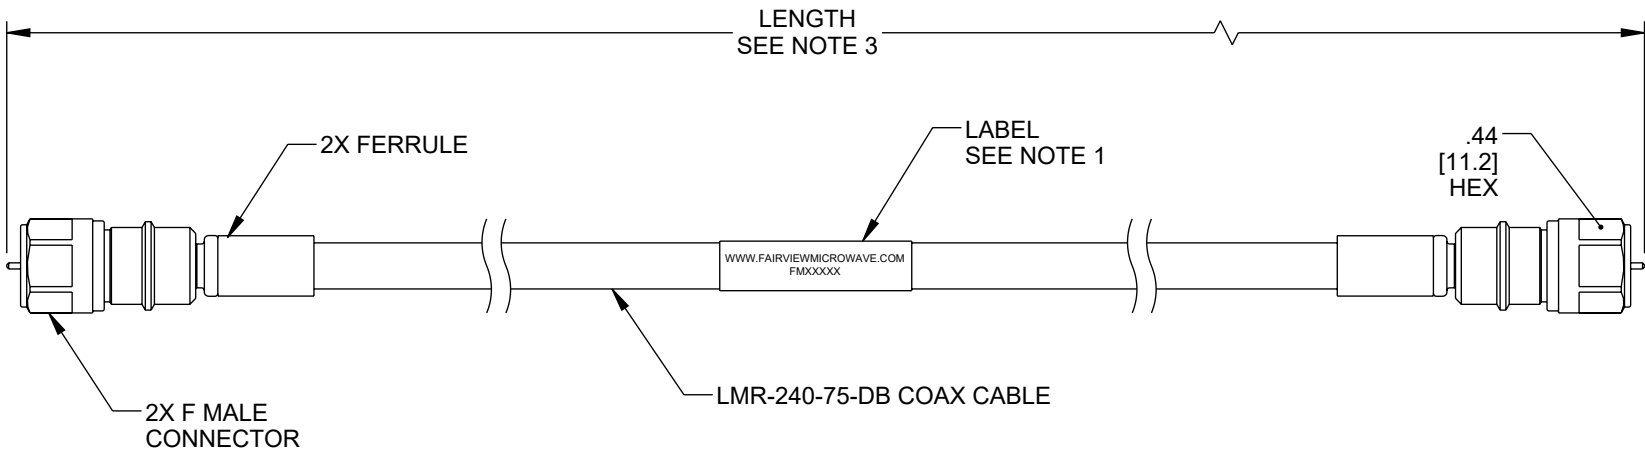 LENGTH
SEE NOTE 3
2X FERRULE
LABEL
SEE NOTE 1
.44
[11.2]
HEX
WWW.FAIRVIEWMICROWAVE.COM
FMXXXXX
LMR-240-75-DB COAX CABLE
2X F MALE
CONNECTOR